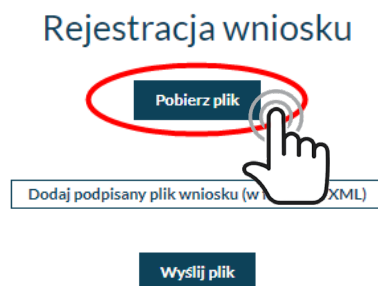 Rejestracja wniosku
Pobierz plik
Dodaj podpisany plik wniosku (w XML)
Wyślij plik